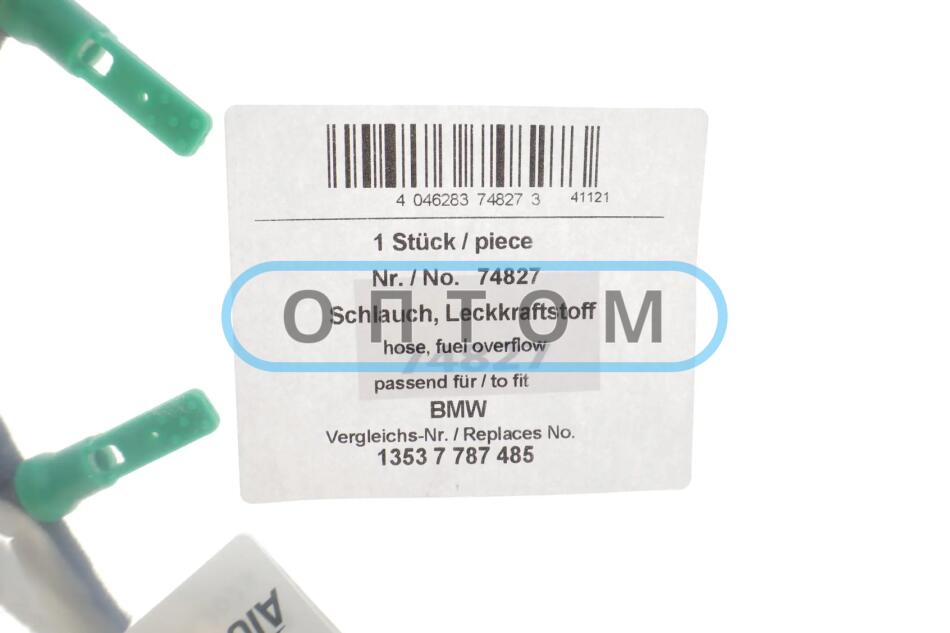 4 046283 74827 3 41121
1 Stück / piece
Nr. / No. 74827
ОПТОМ
Schlauch, Leckkraftstoff
hose, fuel overflow
74827
passend für / to fit
BMW
Vergleichs-Nr. / Replaces No.
1353 7 787 485